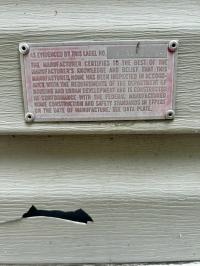 AS EVIDENCED BY THIS LABEL NO.
THE MANUFACTURER CERTIFIES TO THE BEST OF THE
MANUFACTURER'S KNOWLEDGE AND BELIEF THAT THIS
MANUFACTURED HOME HAS BEEN INSPECTED IN ACCORD-
ANCE WITH THE REQUIREMENTS OF THE DEPARTMENT OF
HOUSING AND URBAN DEVELOPMENT AND IS CONSTRUCTED
IN CONFORMANCE WITH THE FEDERAL MANUFACTURED
HOME CONSTRUCTION AND SAFETY STANDARDS IN EFFECT
ON THE DATE OF MANUFACTURE. SEE DATA PLATE.